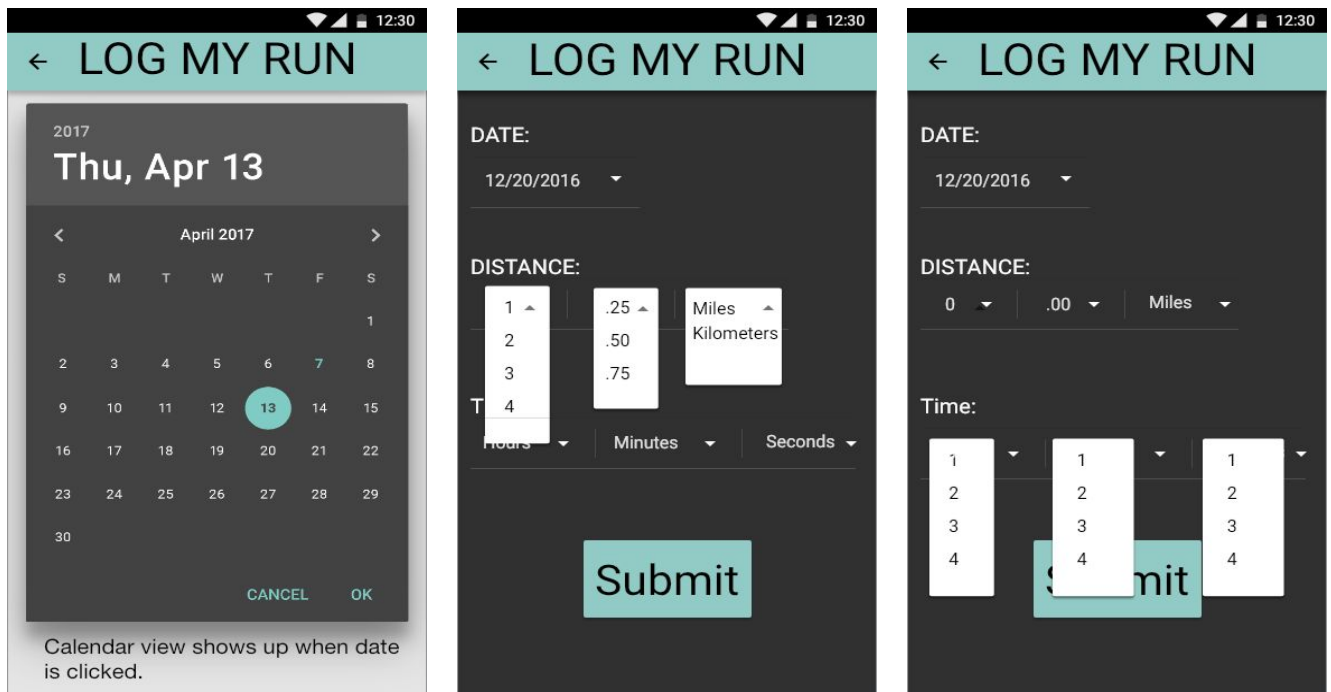 12:30
LOG MY RUN
2017
Thu, Apr 13
April 2017
S M T W T F S
1
2 3 4 5 6 7 8
9 10 11 12 13 14 15
16 17 18 19 20 21 22
23 24 25 26 27 28 29
30
CANCEL OK
Calendar view shows up when date
is clicked.
12:30
LOG MY RUN
DATE:
12/20/2016
DISTANCE:
1 .25 Miles
2 .50 Kilometers
3 .75
4
T
Hours Minutes Seconds
Submit
12:30
LOG MY RUN
DATE:
12/20/2016
DISTANCE:
0 .00 Miles
Time:
1 1 1
2 2 2
3 3 3
4 4 4
S mit